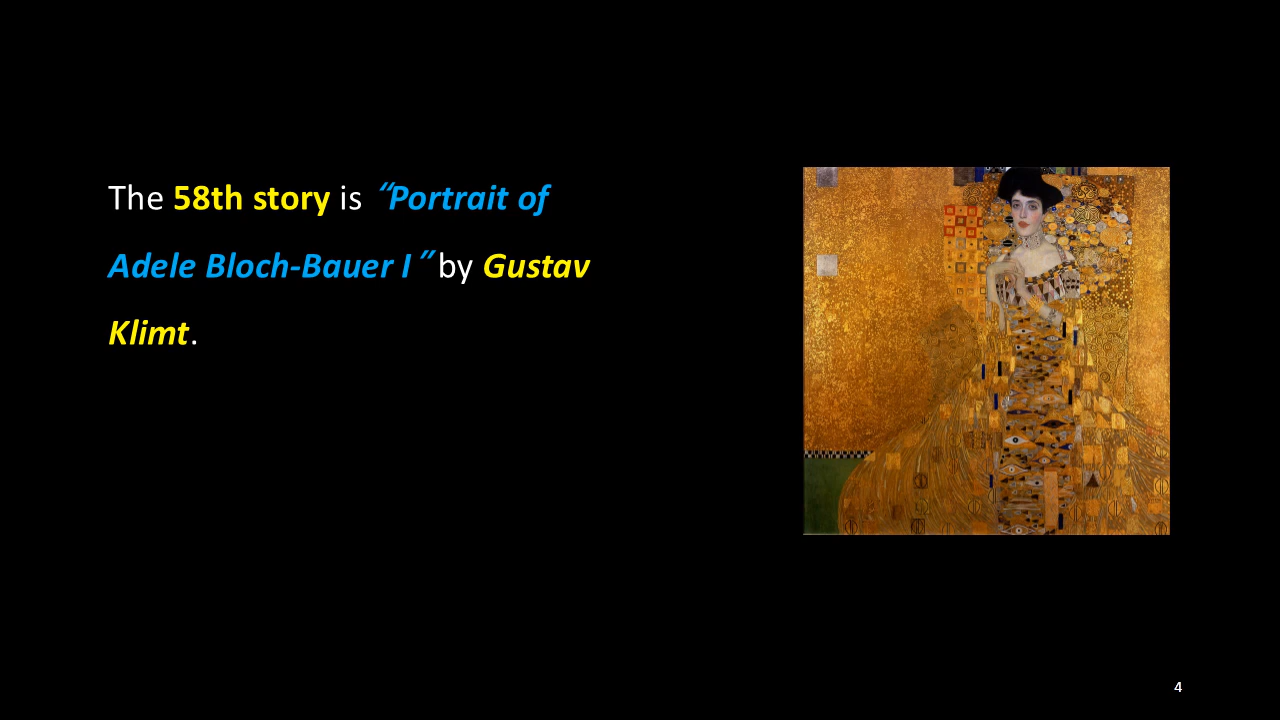 The 58th story is “Portrait of
Adele Bloch-Bauer I ” by Gustav
Klimt.
4